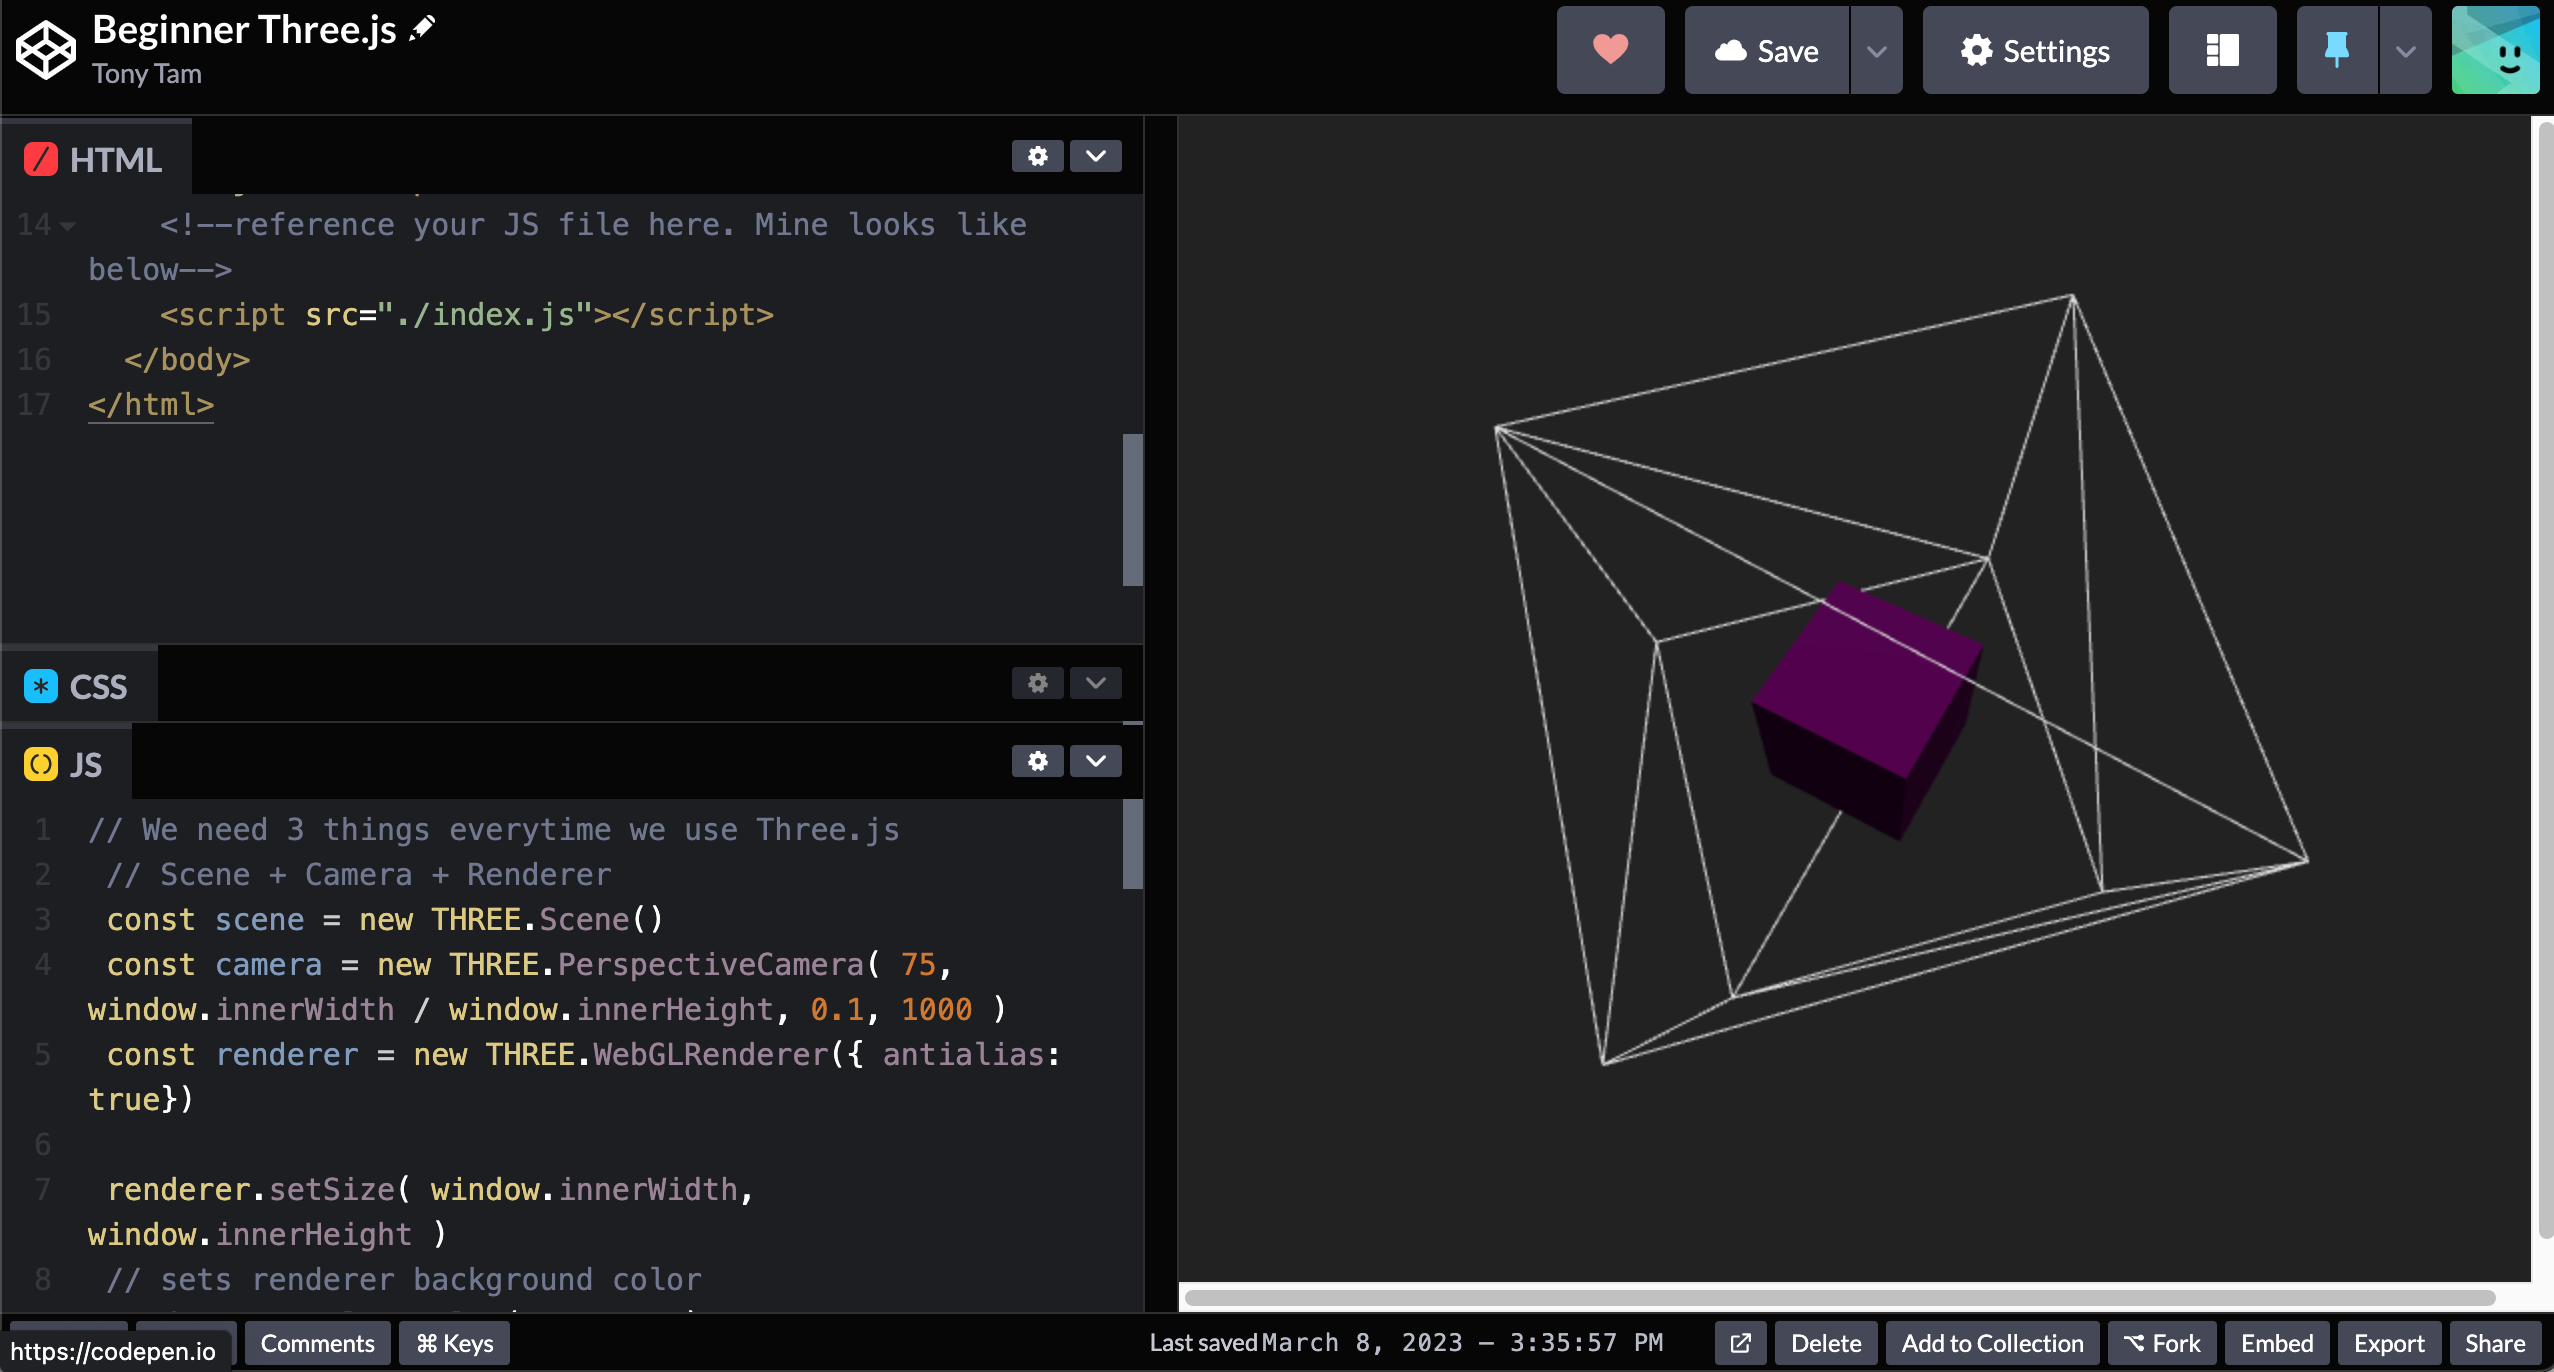 Beginner Three.js
Tony Tam
Save
Settings
HTML
14 <!--reference your JS file here. Mine looks like
below-->
15 <script src="./index.js"></script>
16 </body>
17 </html>
CSS
JS
1 // We need 3 things everytime we use Three.js
2 // Scene + Camera + Renderer
3 const scene = new THREE.Scene()
4 const camera = new THREE.PerspectiveCamera( 75,
window.innerWidth / window.innerHeight, 0.1, 1000 )
5 const renderer = new THREE.WebGLRenderer({ antialias:
true})
6
7 renderer.setSize( window.innerWidth,
window.innerHeight )
8 // sets renderer background color
https://codepen.io
Comments
⌘ Keys
Last saved March 8, 2023 — 3:35:57 PM
Delete
Add to Collection
Fork
Embed
Export
Share